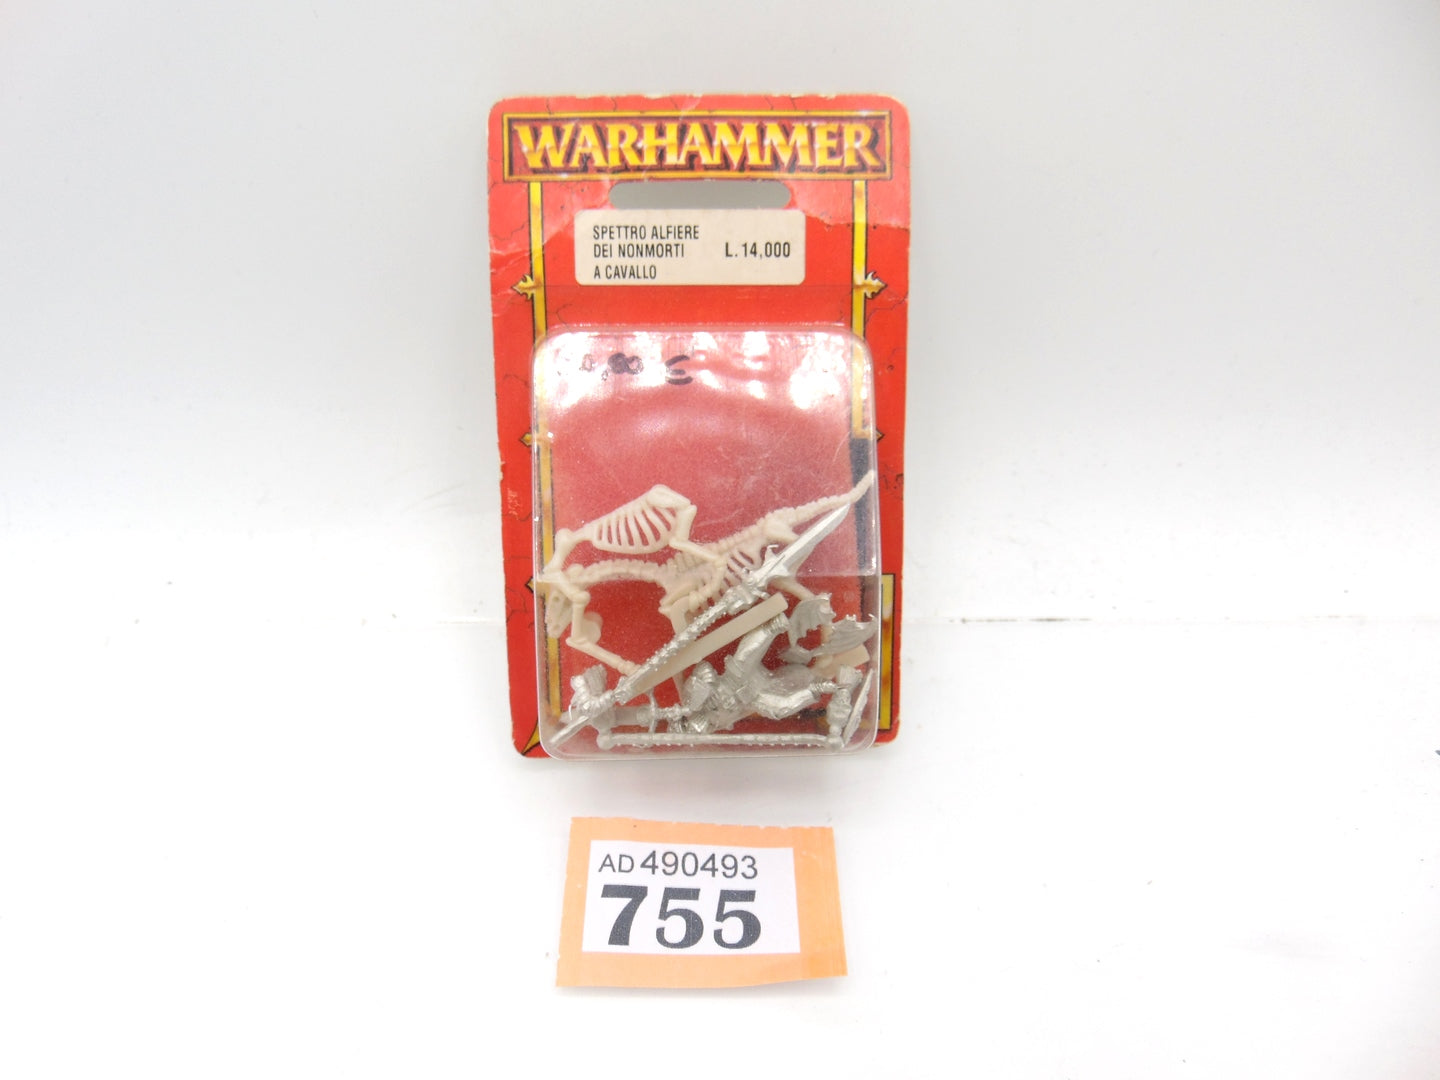 WARHAMMER
SPETTRO ALFIERE
DEI NONMORTI L. 14,000
A CAVALLO
AD 490493
755